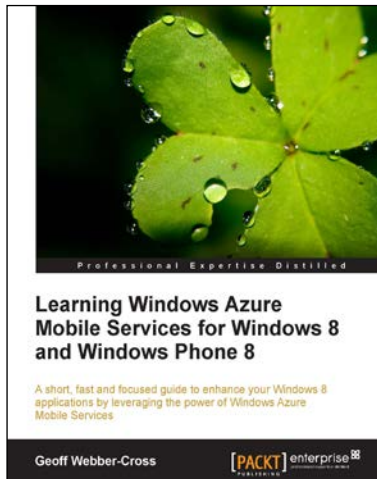 Professional Expertise Distilled
Learning Windows Azure
Mobile Services for Windows 8
and Windows Phone 8
A short, fast and focused guide to enhance your Windows 8
applications by leveraging the power of Windows Azure
Mobile Services
Geoff Webber-Cross
[PACKT] enterprise
PUBLISHING